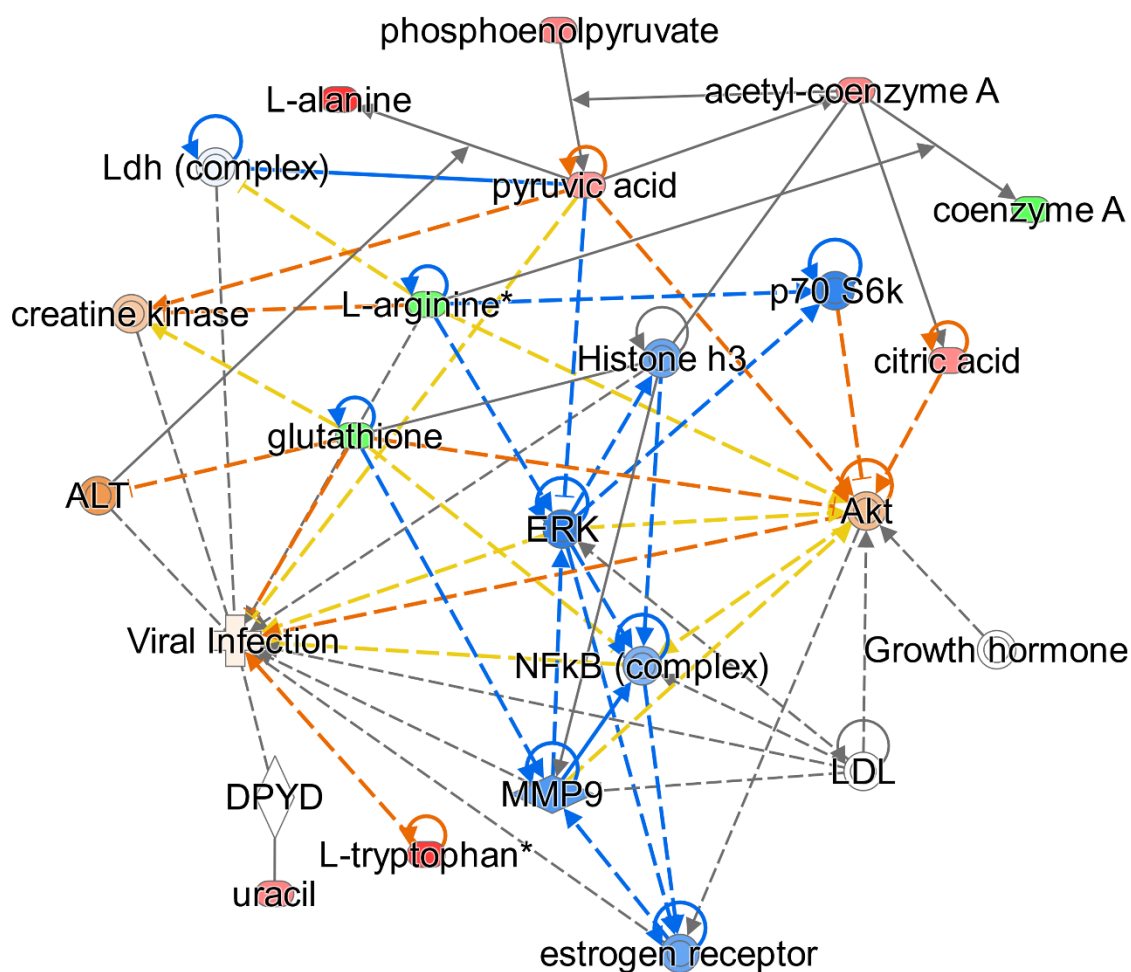 phosphoenolpyruvate
L-alanine
acetyl-coenzyme A
Ldh (complex)
pyruvic acid
coenzyme A
creatine kinase
L-arginine*
p70 S6k
Histone h3
citric acid
glutathione
ALT
ERK
Akt
Viral Infection
NFkB (complex)
Growth hormone
DPYD
MMP9
LDL
L-tryptophan*
uracil
estrogen receptor